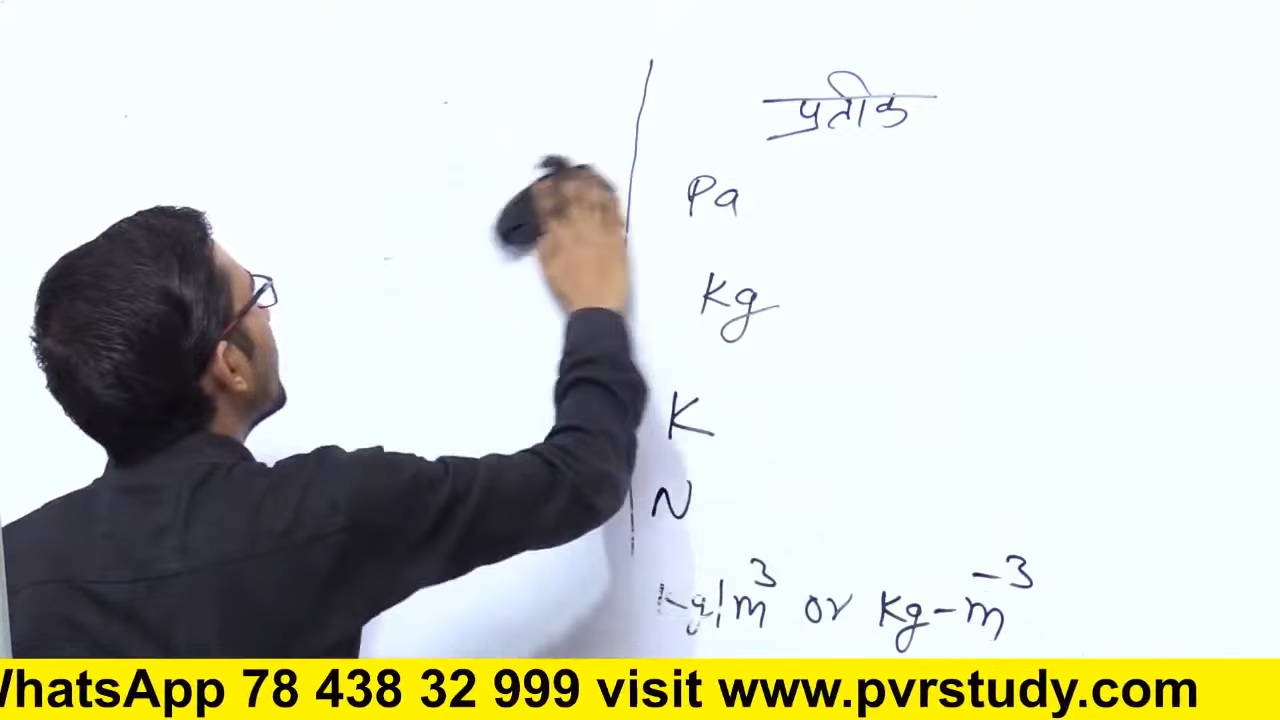 प्रतीक
Pa
Kg
K
N
kg/m³ or Kg-m⁻³
WhatsApp 78 438 32 999 visit www.pvrstudy.com